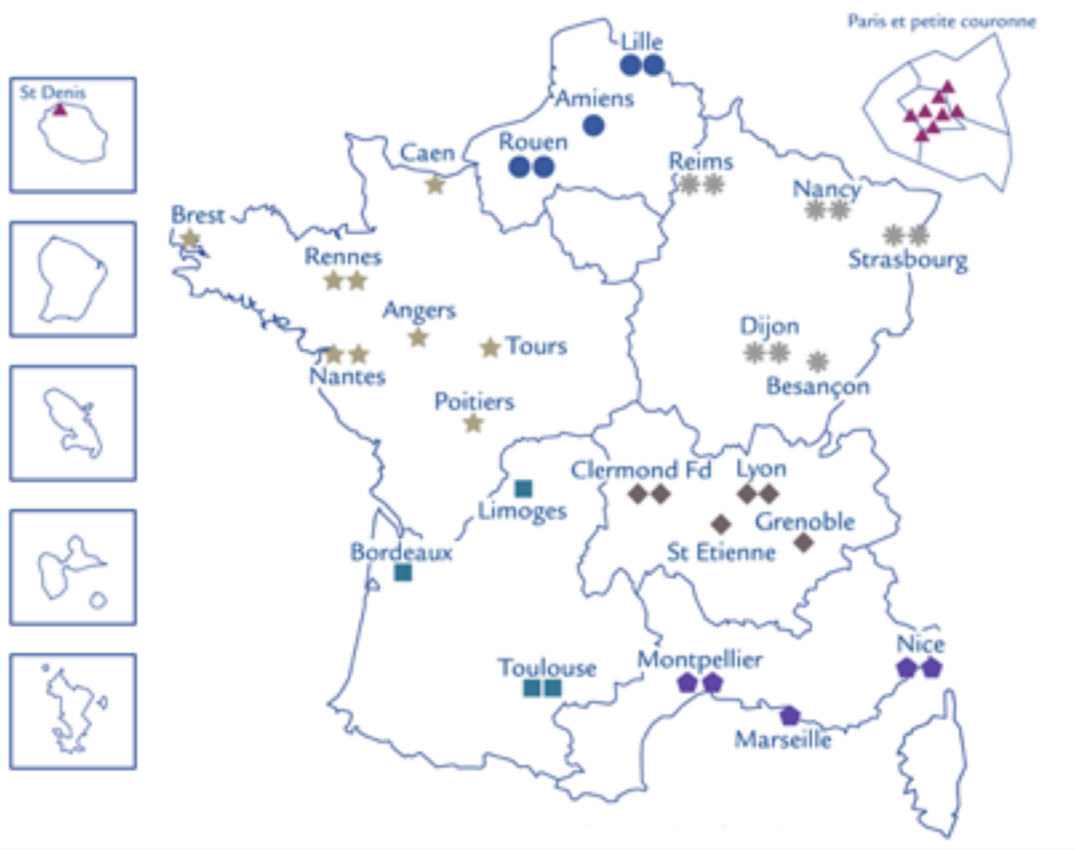 Paris et petite couronne
Lille
St Denis
Amiens
Rouen
Caen
Reims
Nancy
Brest
Rennes
Strasbourg
Angers
Dijon
Tours
Nantes
Besançon
Poitiers
Clermond Fd
Lyon
Limoges
Grenoble
St Etienne
Bordeaux
Nice
Montpellier
Toulouse
Marseille